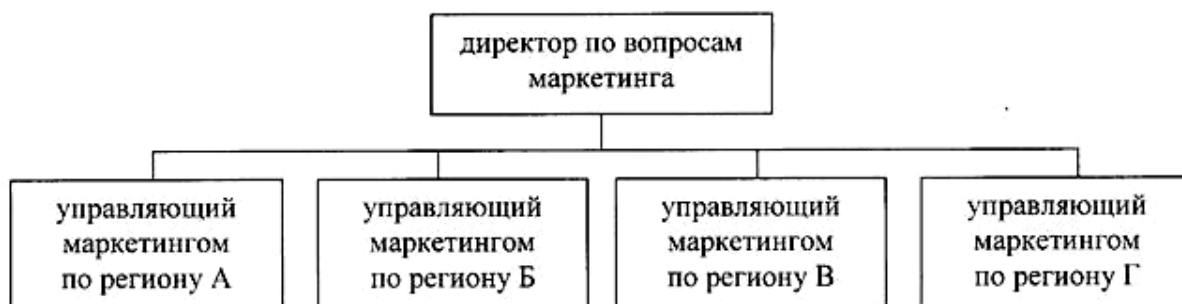 директор по вопросам
маркетинга
управляющий
маркетингом
по региону А
управляющий
маркетингом
по региону Б
управляющий
маркетингом
по региону В
управляющий
маркетингом
по региону Г